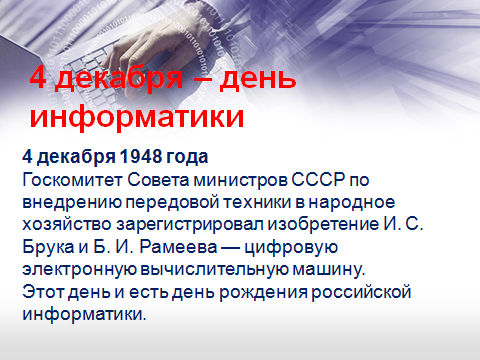 4 декабря – день
информатики
4 декабря 1948 года
Госкомитет Совета министров СССР по
внедрению передовой техники в народное
хозяйство зарегистрировал изобретение И. С.
Брука и Б. И. Рамеева — цифровую
электронную вычислительную машину.
Этот день и есть день рождения российской
информатики.